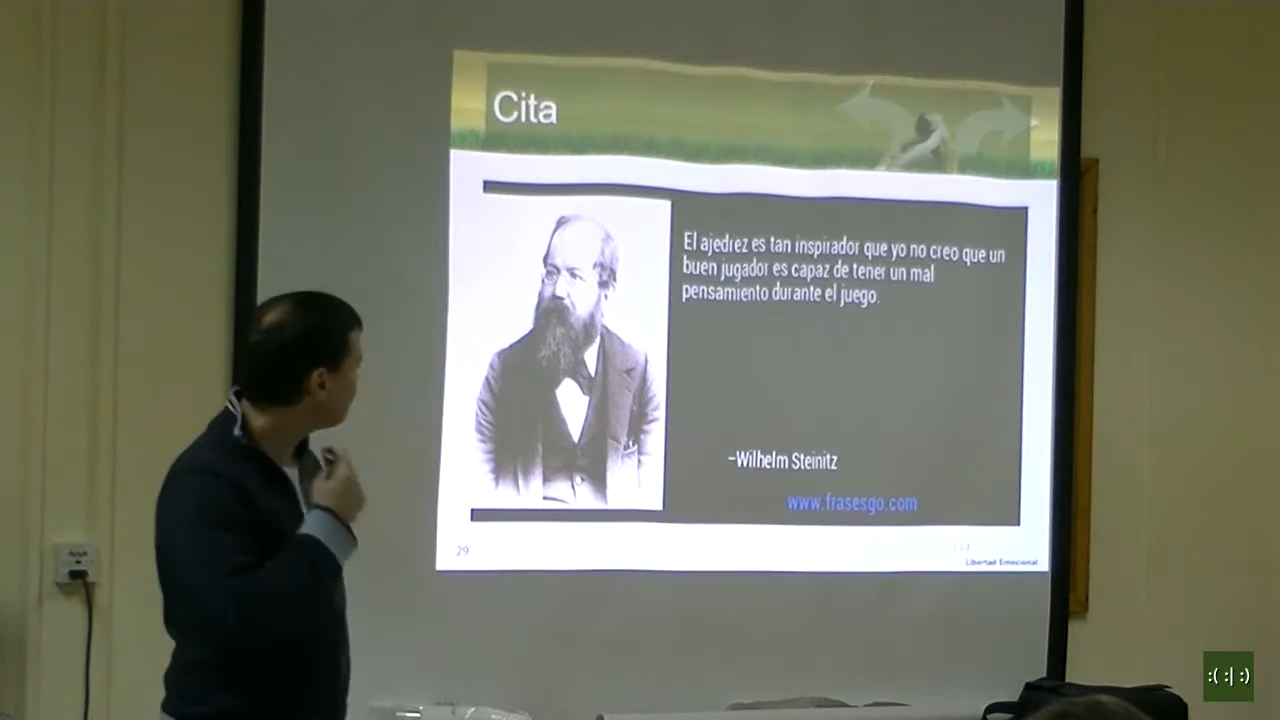 Cita
El ajedrez es tan inspirador que yo no creo que un
buen jugador es capaz de tener un mal
pensamiento durante el juego.
–Wilhelm Steinitz
www.frasesgo.com
29
Libertad Emocional
:( :| :)